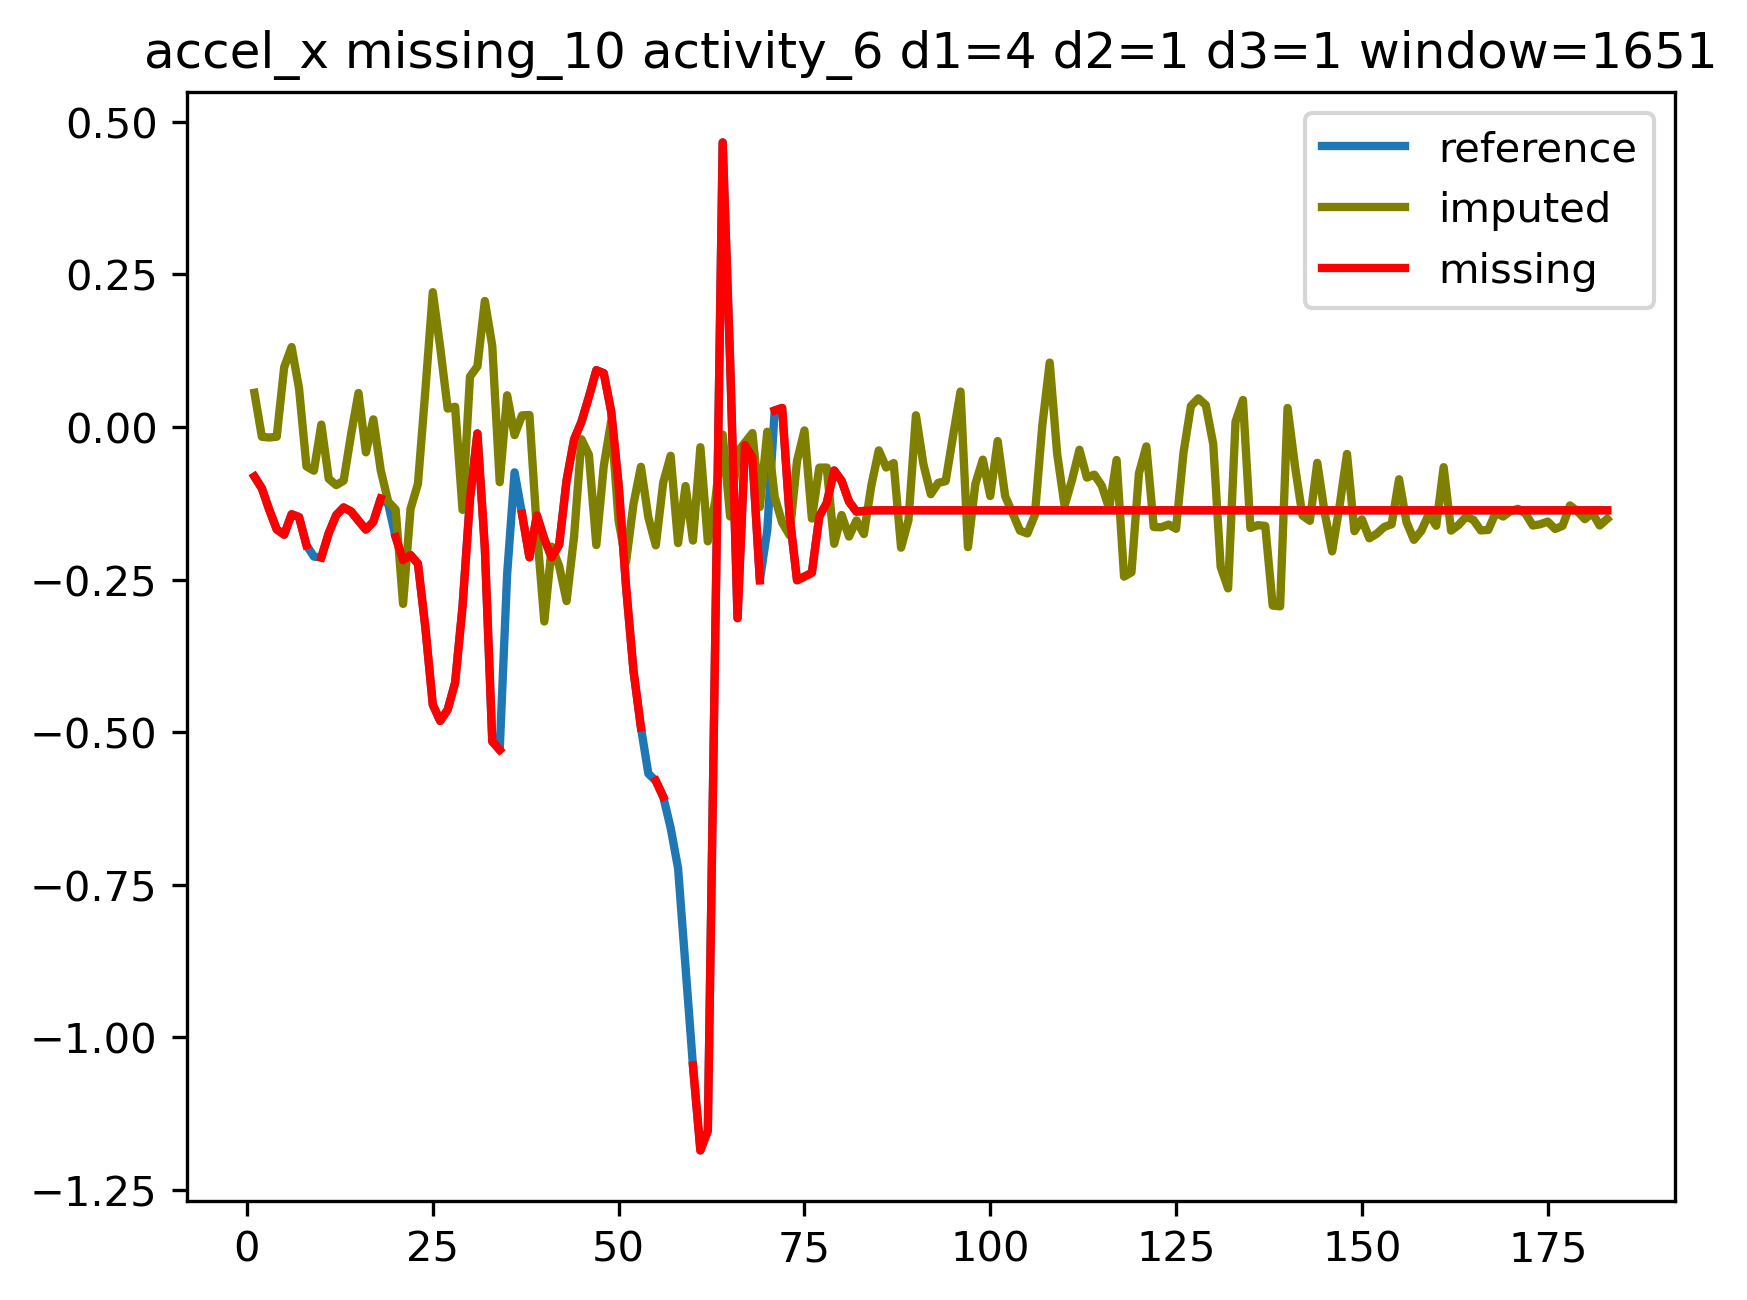 accel_x missing_10 activity_6 d1=4 d2=1 d3=1 window=1651
0.50
0.25
0.00
−0.25
−0.50
−0.75
−1.00
−1.25
reference
imputed
missing
0 25 50 75 100 125 150 175